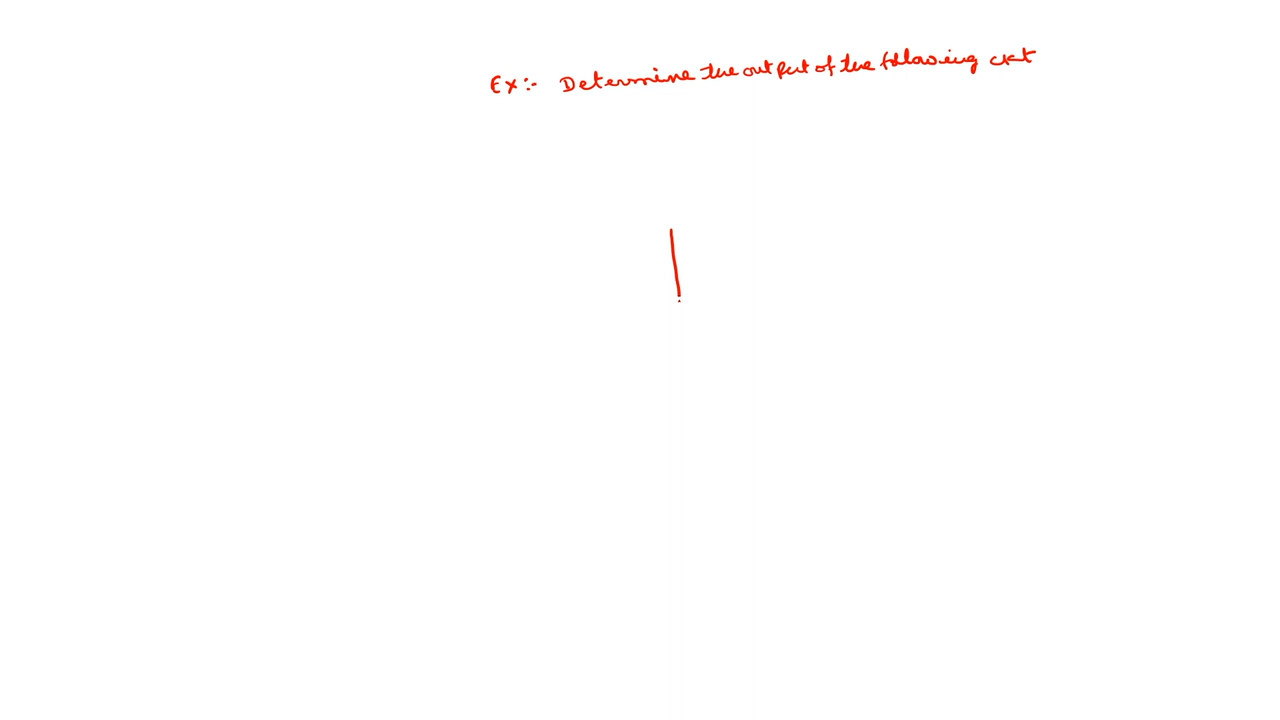 Ex:- Determine the output of the following ckt